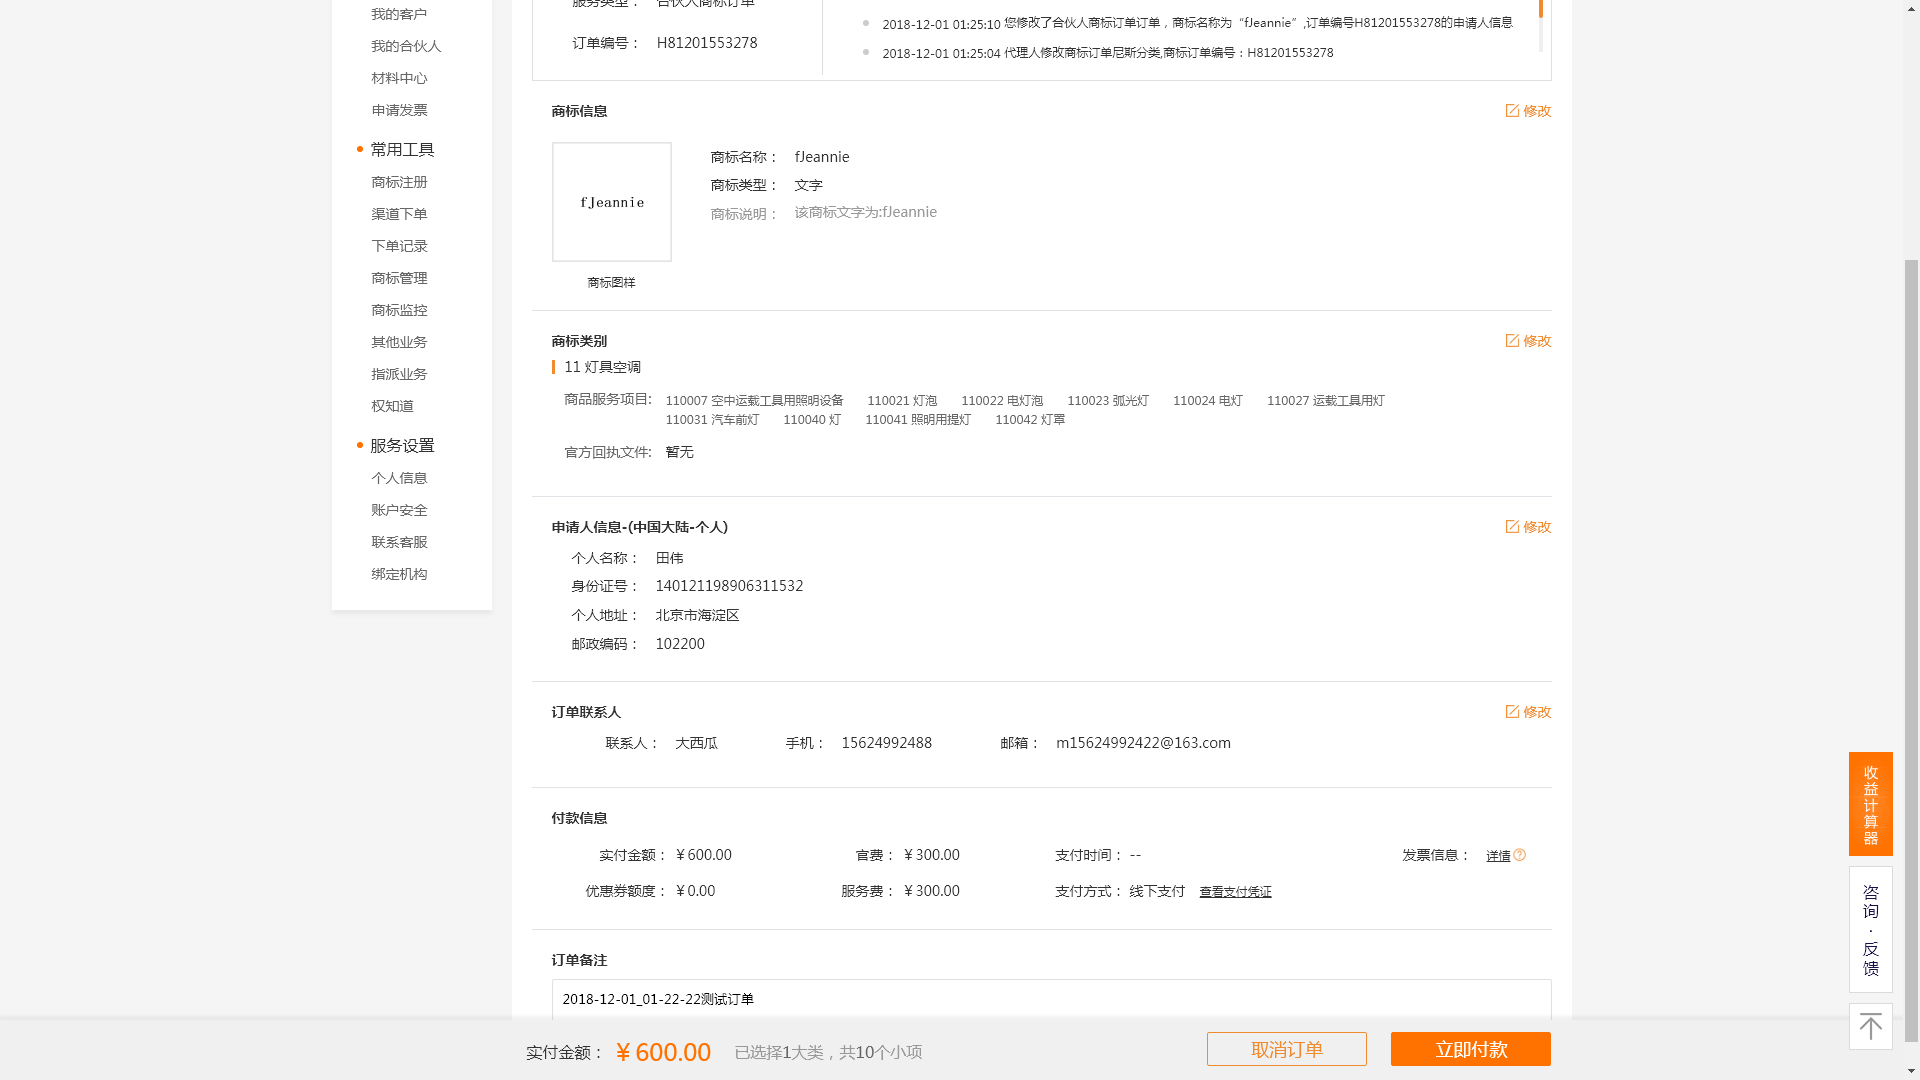 我的客户
我的合伙人
材料中心
申请发票
常用工具
商标注册
渠道下单
下单记录
商标管理
商标监控
其他业务
指派业务
权知道
服务设置
个人信息
账户安全
联系客服
绑定机构
服务类型： 合伙人商标订单
订单编号： H81201553278
2018-12-01 01:25:10 您修改了合伙人商标订单订单，商标名称为“fJeannie”,订单编号H81201553278的申请人信息
2018-12-01 01:25:04 代理人修改商标订单尼斯分类,商标订单编号：H81201553278
商标信息 修改
fJeannie
商标图样
商标名称： fJeannie
商标类型： 文字
商标说明： 该商标文字为:fJeannie
商标类别 修改
11 灯具空调
商品服务项目: 110007 空中运载工具用照明设备 110021 灯泡 110022 电灯泡 110023 弧光灯 110024 电灯 110027 运载工具用灯
110031 汽车前灯 110040 灯 110041 照明用提灯 110042 灯罩
官方回执文件: 暂无
申请人信息-(中国大陆-个人) 修改
个人名称： 田伟
身份证号： 140121198906311532
个人地址： 北京市海淀区
邮政编码： 102200
订单联系人 修改
联系人： 大西瓜 手机： 15624992488 邮箱： m15624992422@163.com
付款信息
实付金额： ¥600.00 官费： ¥300.00 支付时间： -- 发票信息： 详情
优惠券额度： ¥0.00 服务费： ¥300.00 支付方式： 线下支付 查看支付凭证
订单备注
2018-12-01_01-22-22测试订单
实付金额： ¥600.00 已选择1大类，共10个小项 取消订单 立即付款
收益计算器
咨询·反馈